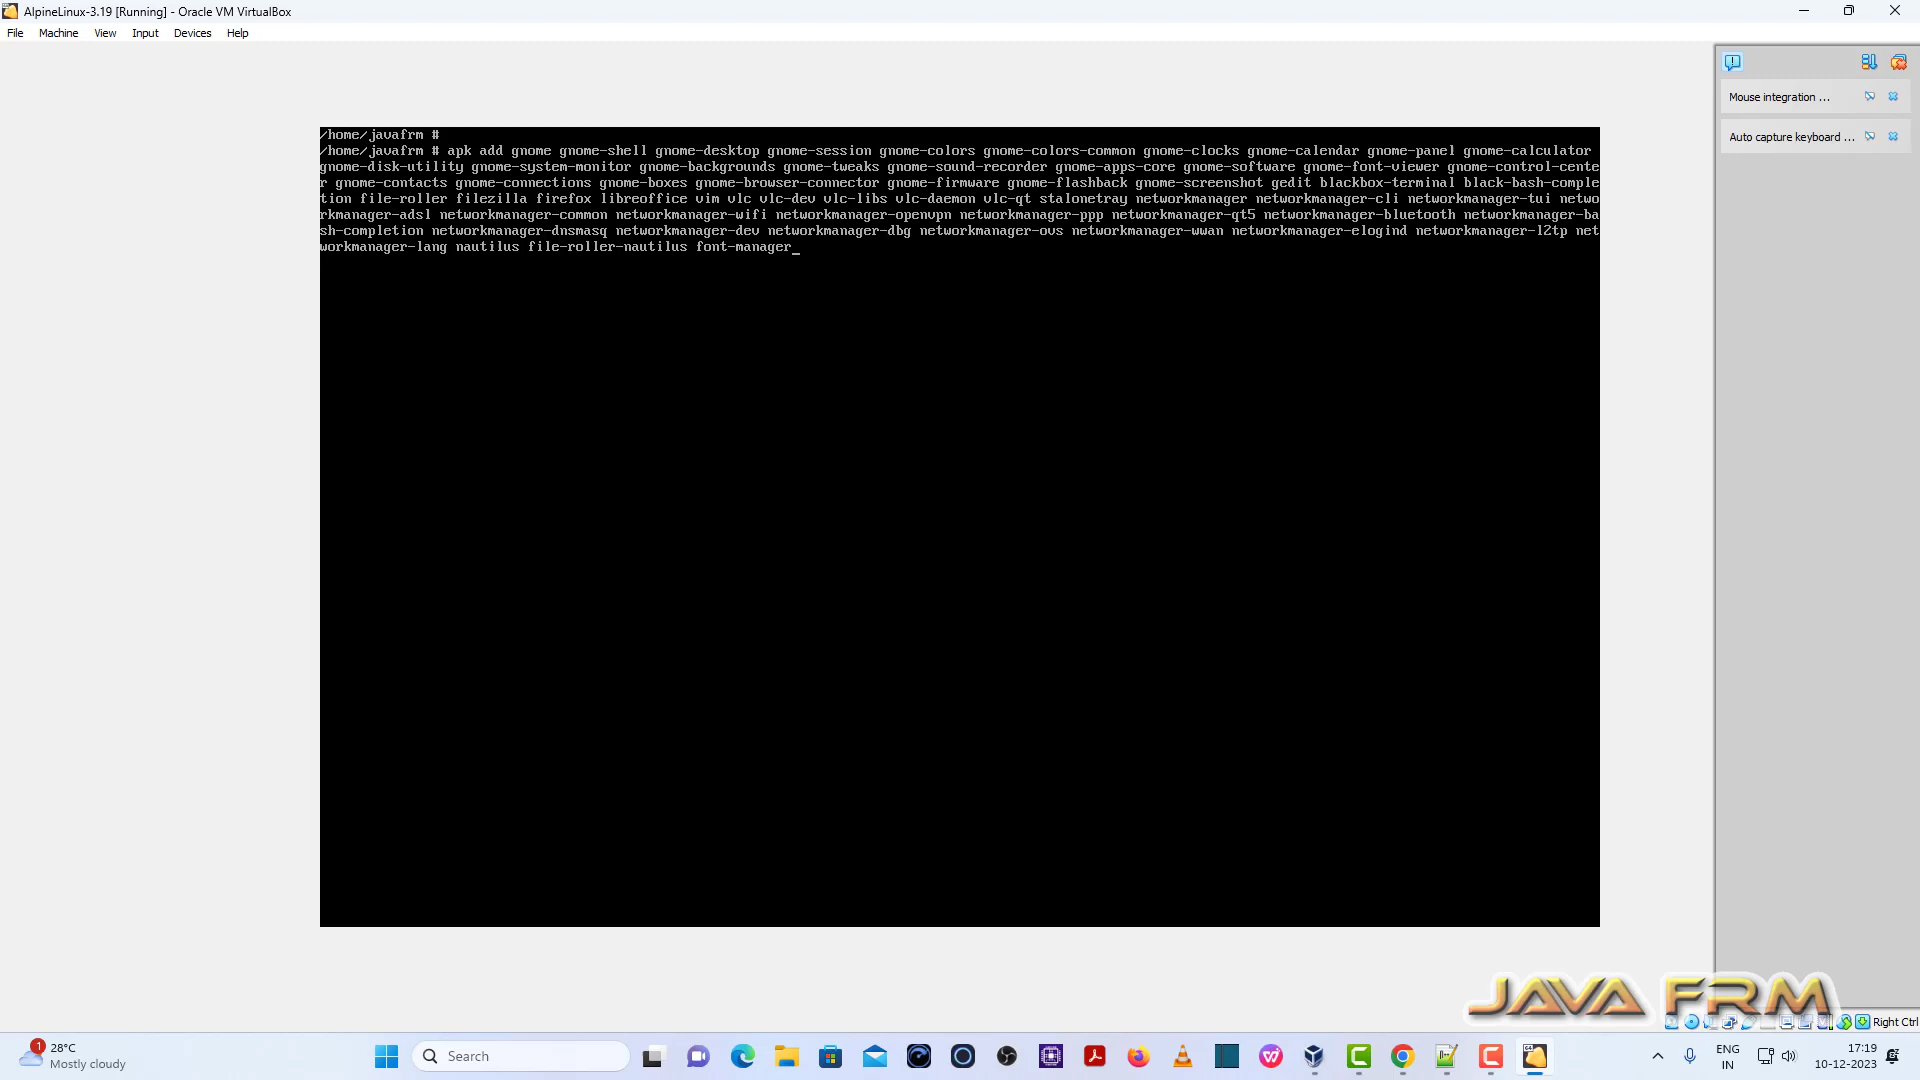 AlpineLinux-3.19 [Running] - Oracle VM VirtualBox
File Machine View Input Devices Help
Mouse integration ...
Auto capture keyboard ...
/home/javafrm #
/home/javafrm # apk add gnome gnome-shell gnome-desktop gnome-session gnome-colors gnome-colors-common gnome-clocks gnome-calendar gnome-panel gnome-calculator
gnome-disk-utility gnome-system-monitor gnome-backgrounds gnome-tweaks gnome-sound-recorder gnome-apps-core gnome-software gnome-font-viewer gnome-control-cente
r gnome-contacts gnome-connections gnome-boxes gnome-browser-connector gnome-firmware gnome-flashback gnome-screenshot gedit blackbox-terminal black-bash-comple
tion file-roller filezilla firefox libreoffice vim vlc vlc-dev vlc-libs vlc-daemon vlc-qt stalonetray networkmanager networkmanager-cli networkmanager-tui netwo
rkmanager-adsl networkmanager-common networkmanager-wifi networkmanager-openvpn networkmanager-ppp networkmanager-qt5 networkmanager-bluetooth networkmanager-ba
sh-completion networkmanager-dnsmasq networkmanager-dev networkmanager-dbg networkmanager-ovs networkmanager-wwan networkmanager-elogind networkmanager-l2tp net
workmanager-lang nautilus file-roller-nautilus font-manager_
JAVA FRM
Right Ctrl
1
28°C
Mostly cloudy
Search
ENG
IN
17:19
10-12-2023